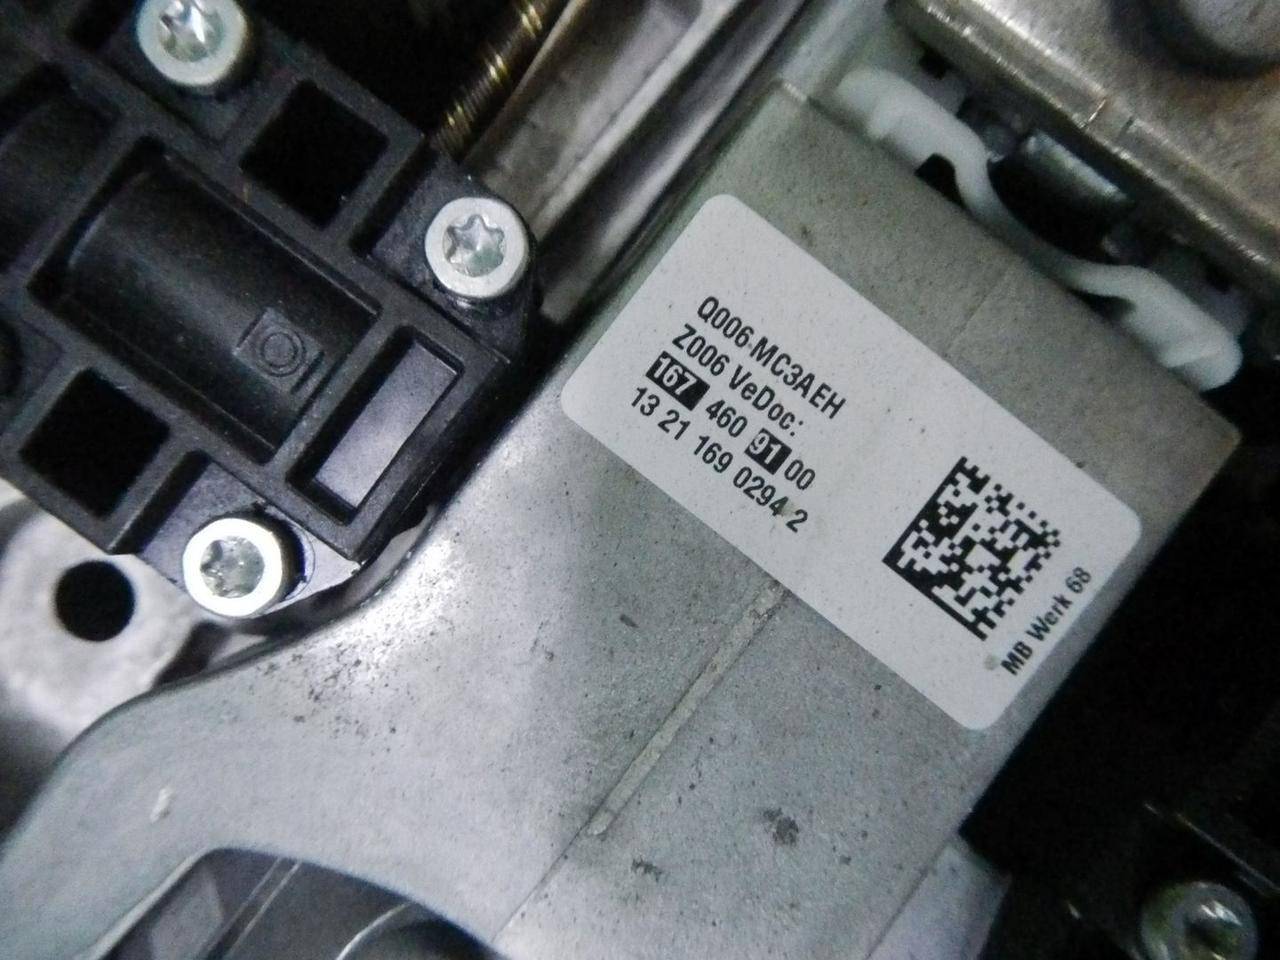 Q006 MC3AEH
Z006 VeDoc:
167 460 91 00
13 21 169 0294 2
MB Werk 68